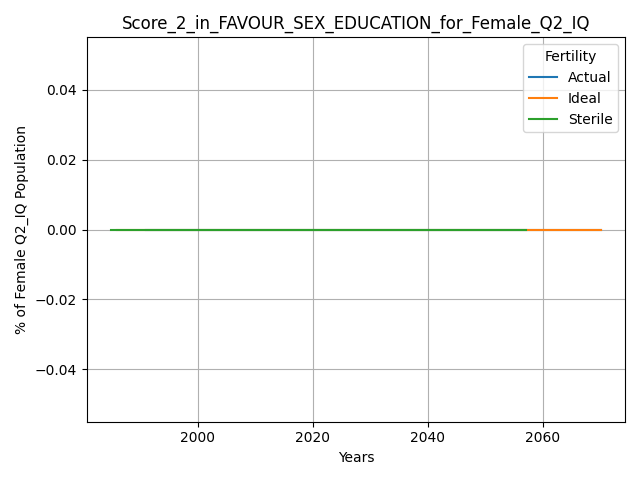 Score_2_in_FAVOUR_SEX_EDUCATION_for_Female_Q2_IQ
Fertility
Actual
Ideal
Sterile
% of Female Q2_IQ Population
0.04
0.02
0.00
−0.02
−0.04
2000 2020 2040 2060
Years